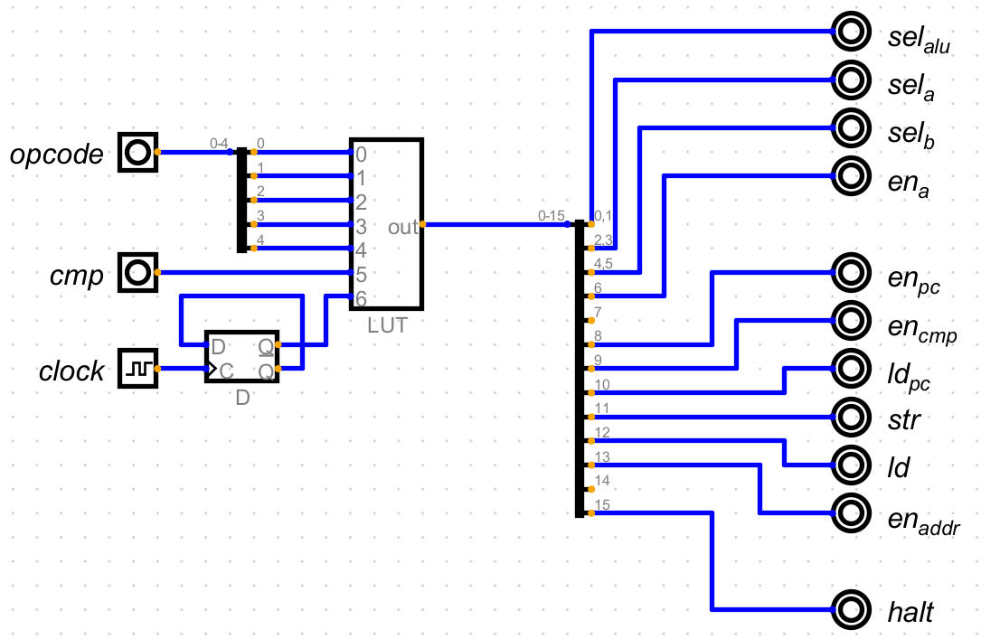 sel_alu
sel_a
opcode 0-4 0 0 sel_b
1 1
2 2 en_a
3 3 out 0-15 0,1
4 4 2,3
cmp 5 4,5 en_pc
6 6
LUT 7 en_cmp
D Q 8
clock C Q 9 ld_pc
D 10
11 str
12
13 ld
14
15 en_addr
halt